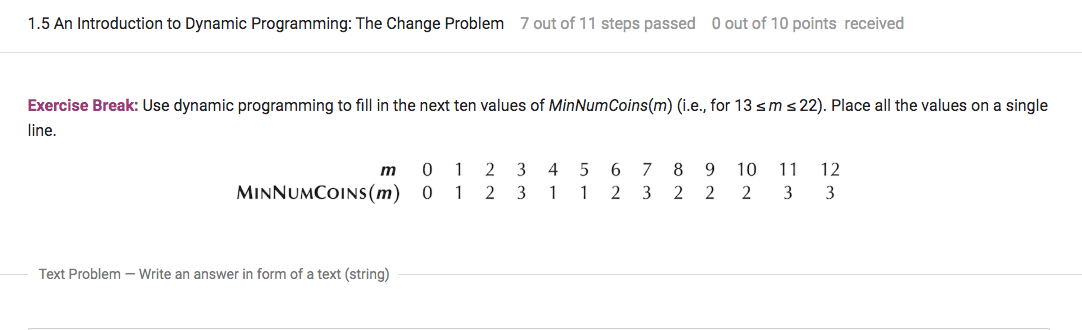 1.5 An Introduction to Dynamic Programming: The Change Problem 7 out of 11 steps passed 0 out of 10 points received
Exercise Break: Use dynamic programming to fill in the next ten values of MinNumCoins(m) (i.e., for 13 ≤ m ≤ 22). Place all the values on a single
line.
m 0 1 2 3 4 5 6 7 8 9 10 11 12
MINNUMCOINS(m) 0 1 2 3 1 1 2 3 2 2 2 3 3
Text Problem — Write an answer in form of a text (string)